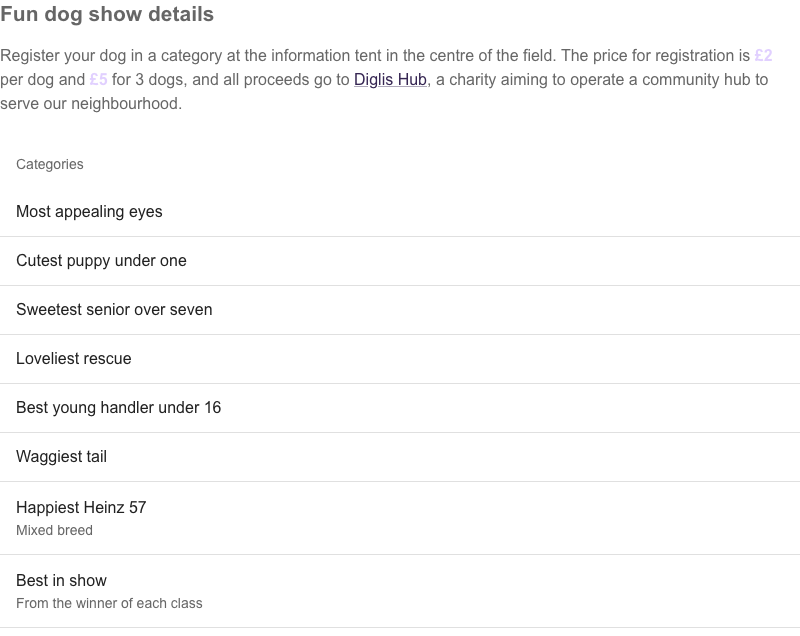 Fun dog show details
Register your dog in a category at the information tent in the centre of the field. The price for registration is £2
per dog and £5 for 3 dogs, and all proceeds go to Diglis Hub, a charity aiming to operate a community hub to
serve our neighbourhood.
Categories
Most appealing eyes
Cutest puppy under one
Sweetest senior over seven
Loveliest rescue
Best young handler under 16
Waggiest tail
Happiest Heinz 57
Mixed breed
Best in show
From the winner of each class